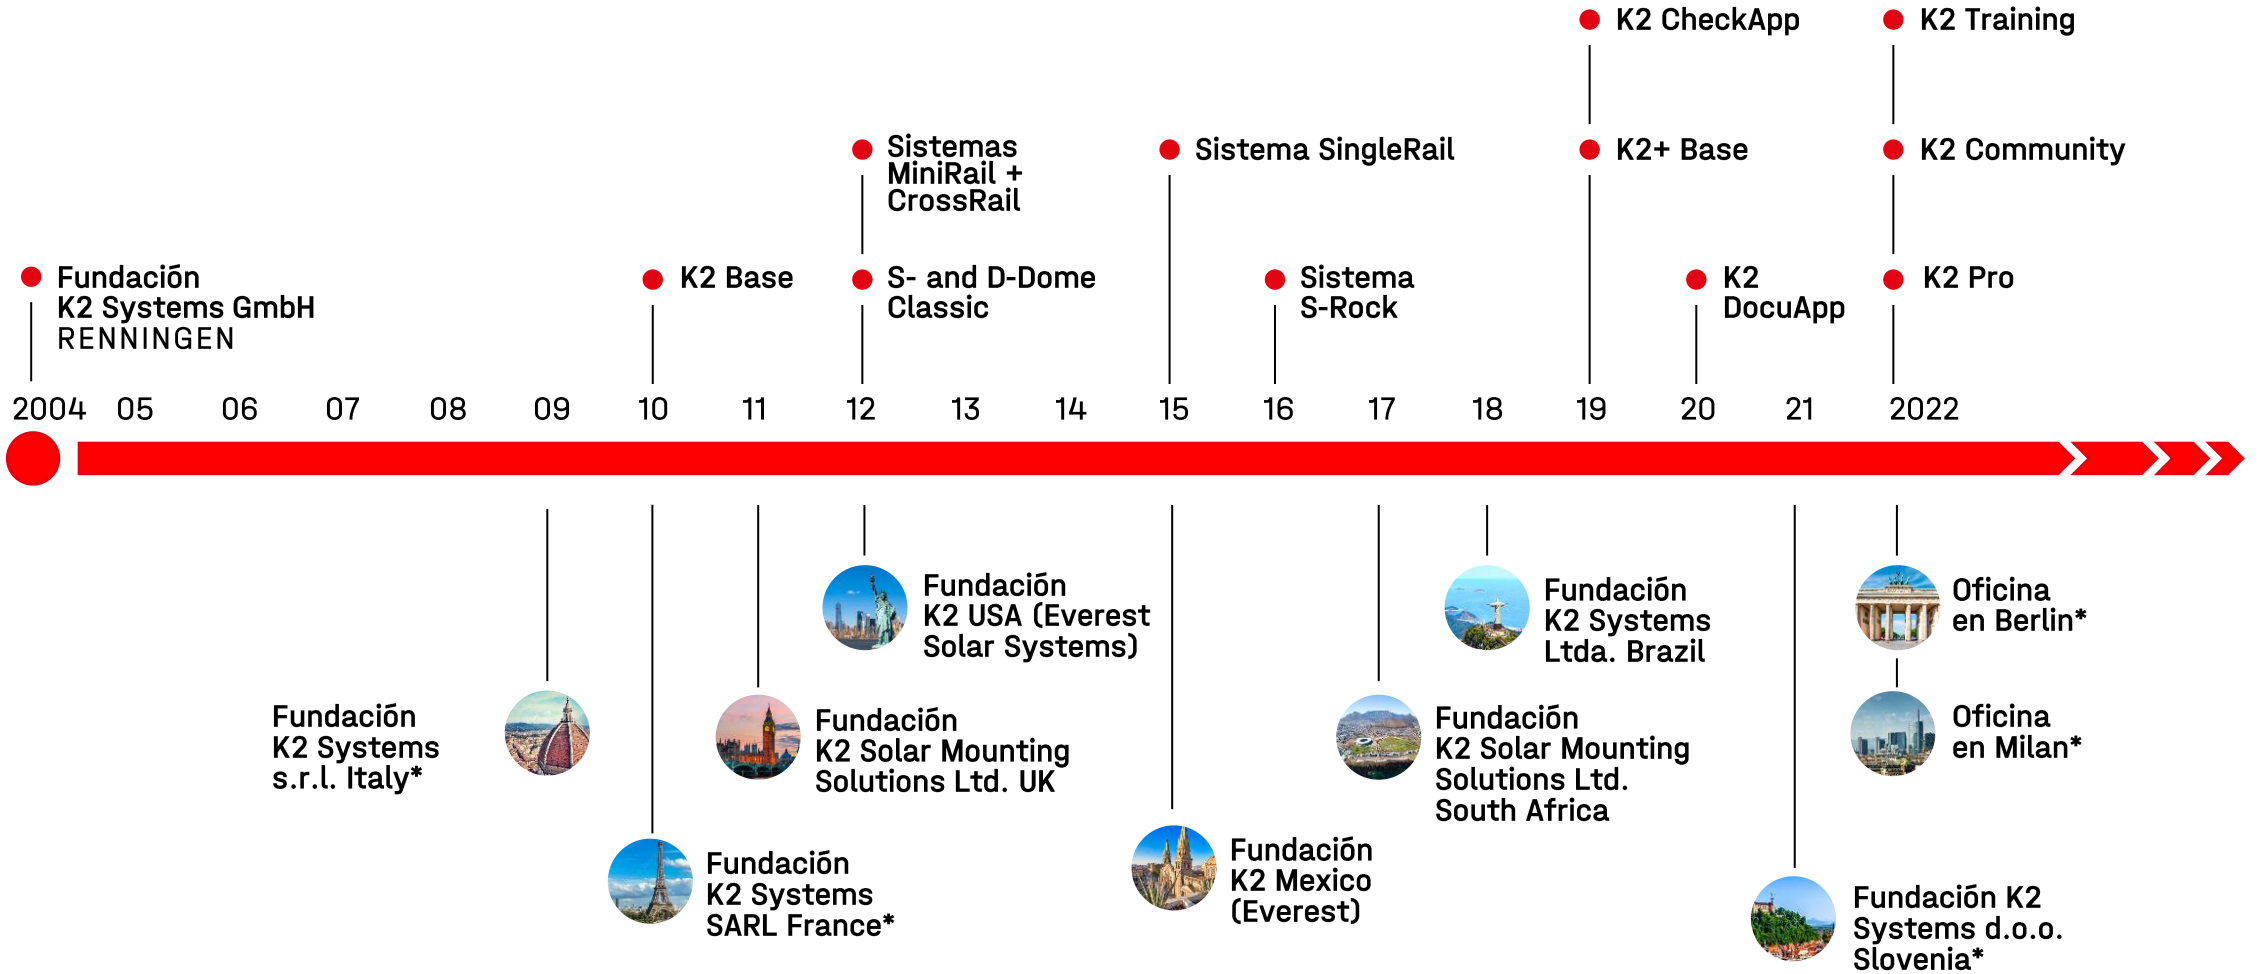 K2 CheckApp
K2 Training
Sistemas
MiniRail +
CrossRail
Sistema SingleRail
K2+ Base
K2 Community
Fundación
K2 Systems GmbH
RENNINGEN
K2 Base
S- and D-Dome
Classic
Sistema
S-Rock
K2
DocuApp
K2 Pro
2004 05 06 07 08 09 10 11 12 13 14 15 16 17 18 19 20 21 2022
Fundación
K2 USA (Everest
Solar Systems)
Fundación
K2 Systems
Ltda. Brazil
Oficina
en Berlin*
Fundación
K2 Systems
s.r.l. Italy*
Fundación
K2 Solar Mounting
Solutions Ltd. UK
Fundación
K2 Solar Mounting
Solutions Ltd.
South Africa
Oficina
en Milan*
Fundación
K2 Systems
SARL France*
Fundación
K2 Mexico
(Everest)
Fundación K2
Systems d.o.o.
Slovenia*